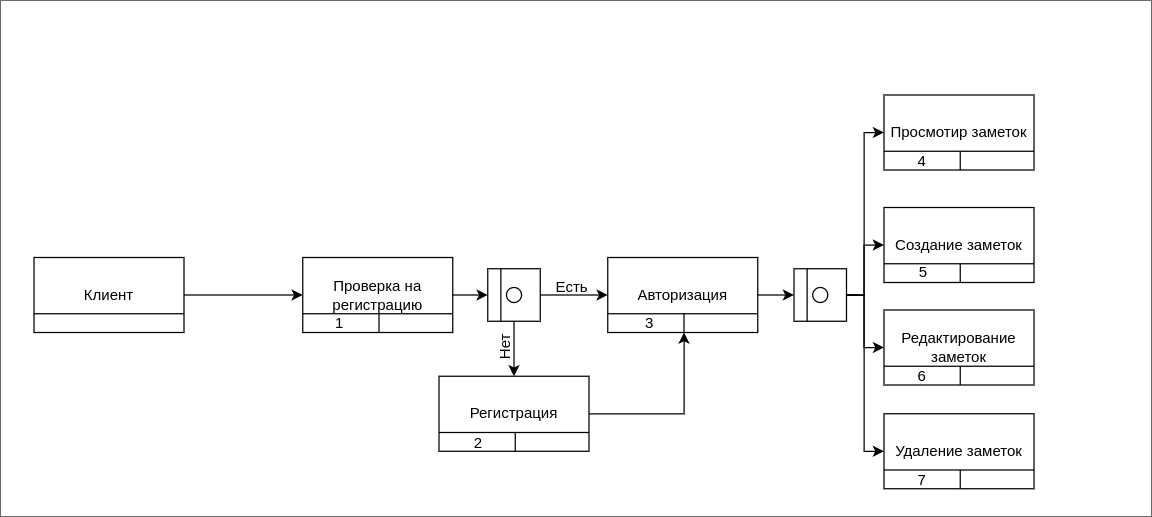 Клиент
Проверка на
регистрацию
1
Есть
Нет
Регистрация
2
Авторизация
3
Просмотир заметок
4
Создание заметок
5
Редактирование
заметок
6
Удаление заметок
7